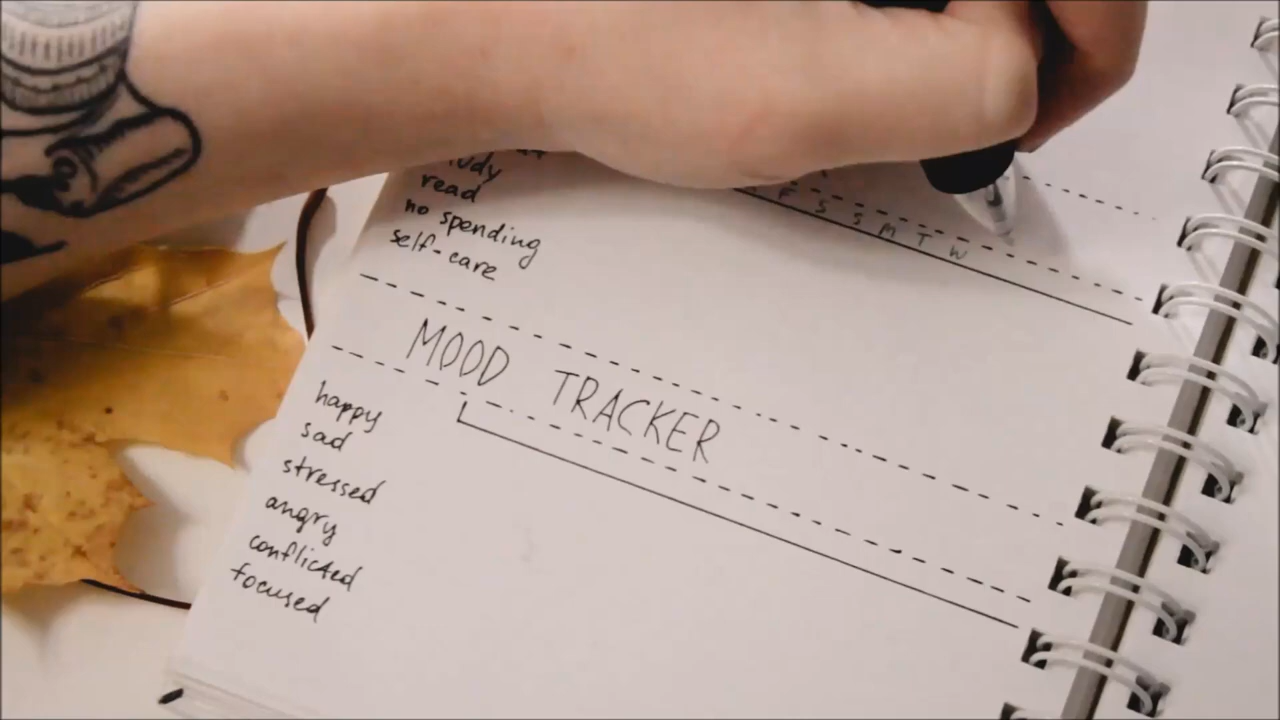 read
no spending
self-care
F S S M T W
MOOD TRACKER
happy
sad
stressed
angry
conflicted
focused